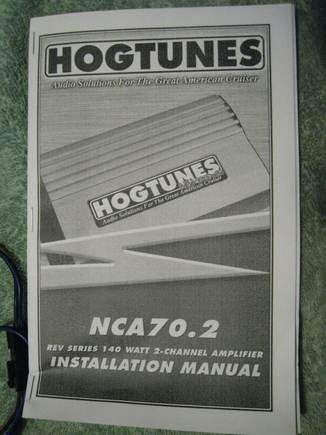 HOGTUNES
Audio Solutions For The Great American Cruiser
HOGTUNES
Audio Solutions For The Great American Cruiser
NCA70.2
REV SERIES 140 WATT 2-CHANNEL AMPLIFIER
INSTALLATION MANUAL